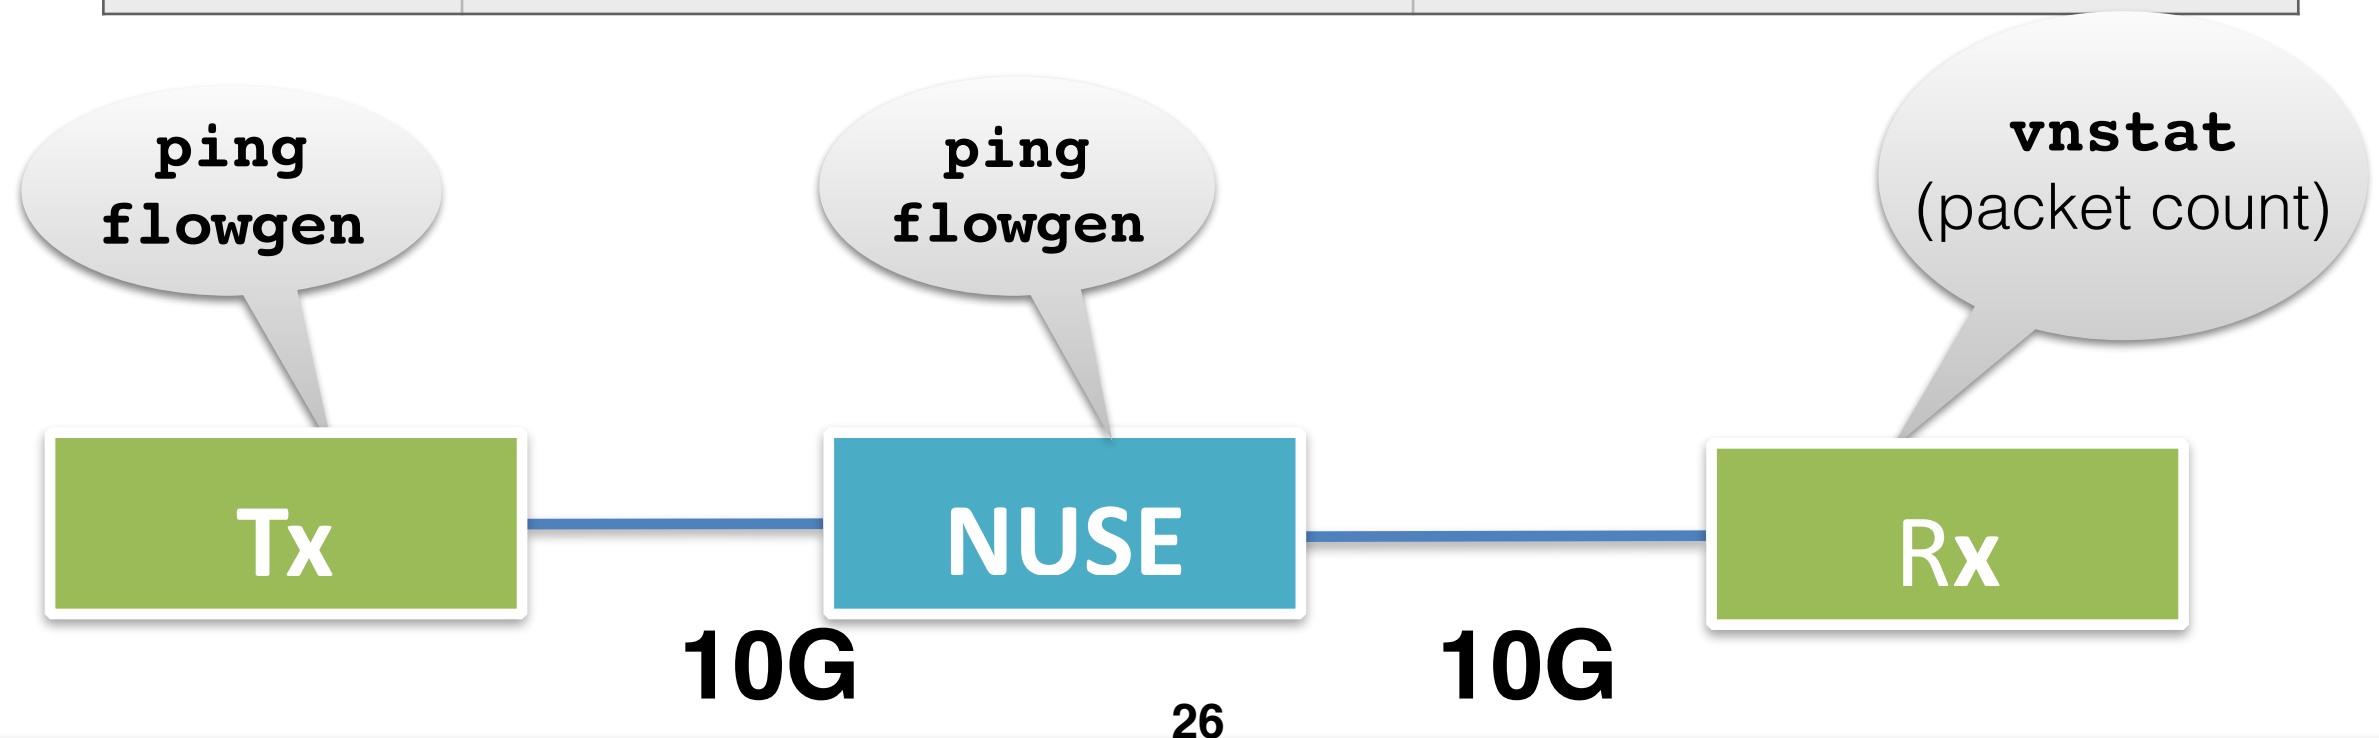 ping
flowgen
ping
flowgen
vnstat
(packet count)
Tx
NUSE
Rx
10G
10G
26